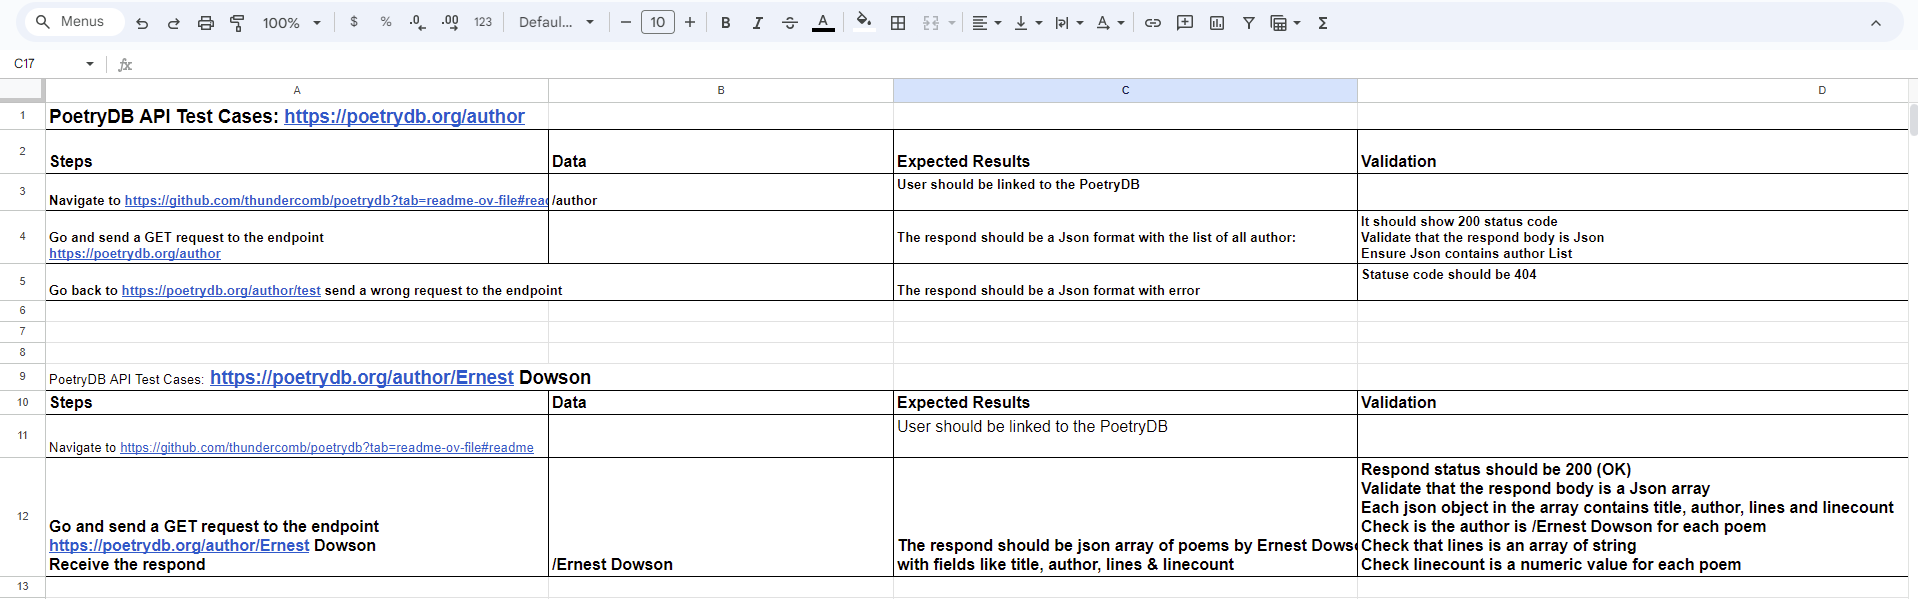 Menus 100% $ % .0 .00 123 Defaul... 10 B I A
C17 fx
A B C D
1 PoetryDB API Test Cases: https://poetrydb.org/author
2 Steps Data Expected Results Validation
3 Navigate to https://github.com/thundercomb/poetrydb?tab=readme-ov-file#read /author User should be linked to the PoetryDB
4 Go and send a GET request to the endpoint
https://poetrydb.org/author
The respond should be a Json format with the list of all author:
It should show 200 status code
Validate that the respond body is Json
Ensure Json contains author List
5 Go back to https://poetrydb.org/author/test send a wrong request to the endpoint
The respond should be a Json format with error
Statuse code should be 404
6
7
8
9 PoetryDB API Test Cases: https://poetrydb.org/author/Ernest Dowson
10 Steps Data Expected Results Validation
11 Navigate to https://github.com/thundercomb/poetrydb?tab=readme-ov-file#readme User should be linked to the PoetryDB
12 Go and send a GET request to the endpoint
https://poetrydb.org/author/Ernest Dowson
Receive the respond
/Ernest Dowson
The respond should be json array of poems by Ernest Dows
with fields like title, author, lines & linecount
Respond status should be 200 (OK)
Validate that the respond body is a Json array
Each json object in the array contains title, author, lines and linecount
Check is the author is /Ernest Dowson for each poem
Check that lines is an array of string
Check linecount is a numeric value for each poem
13